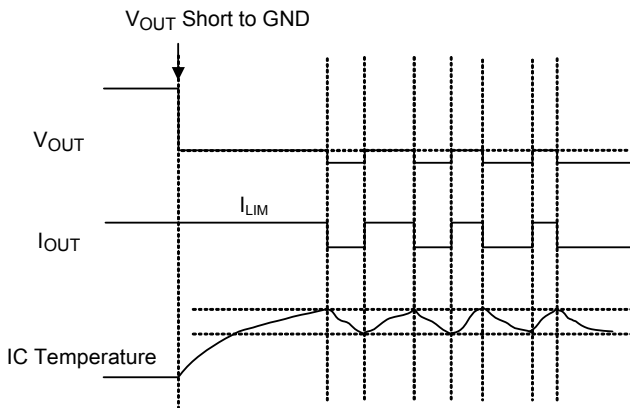 VOUT Short to GND
VOUT
ILIM
IOUT
IC Temperature